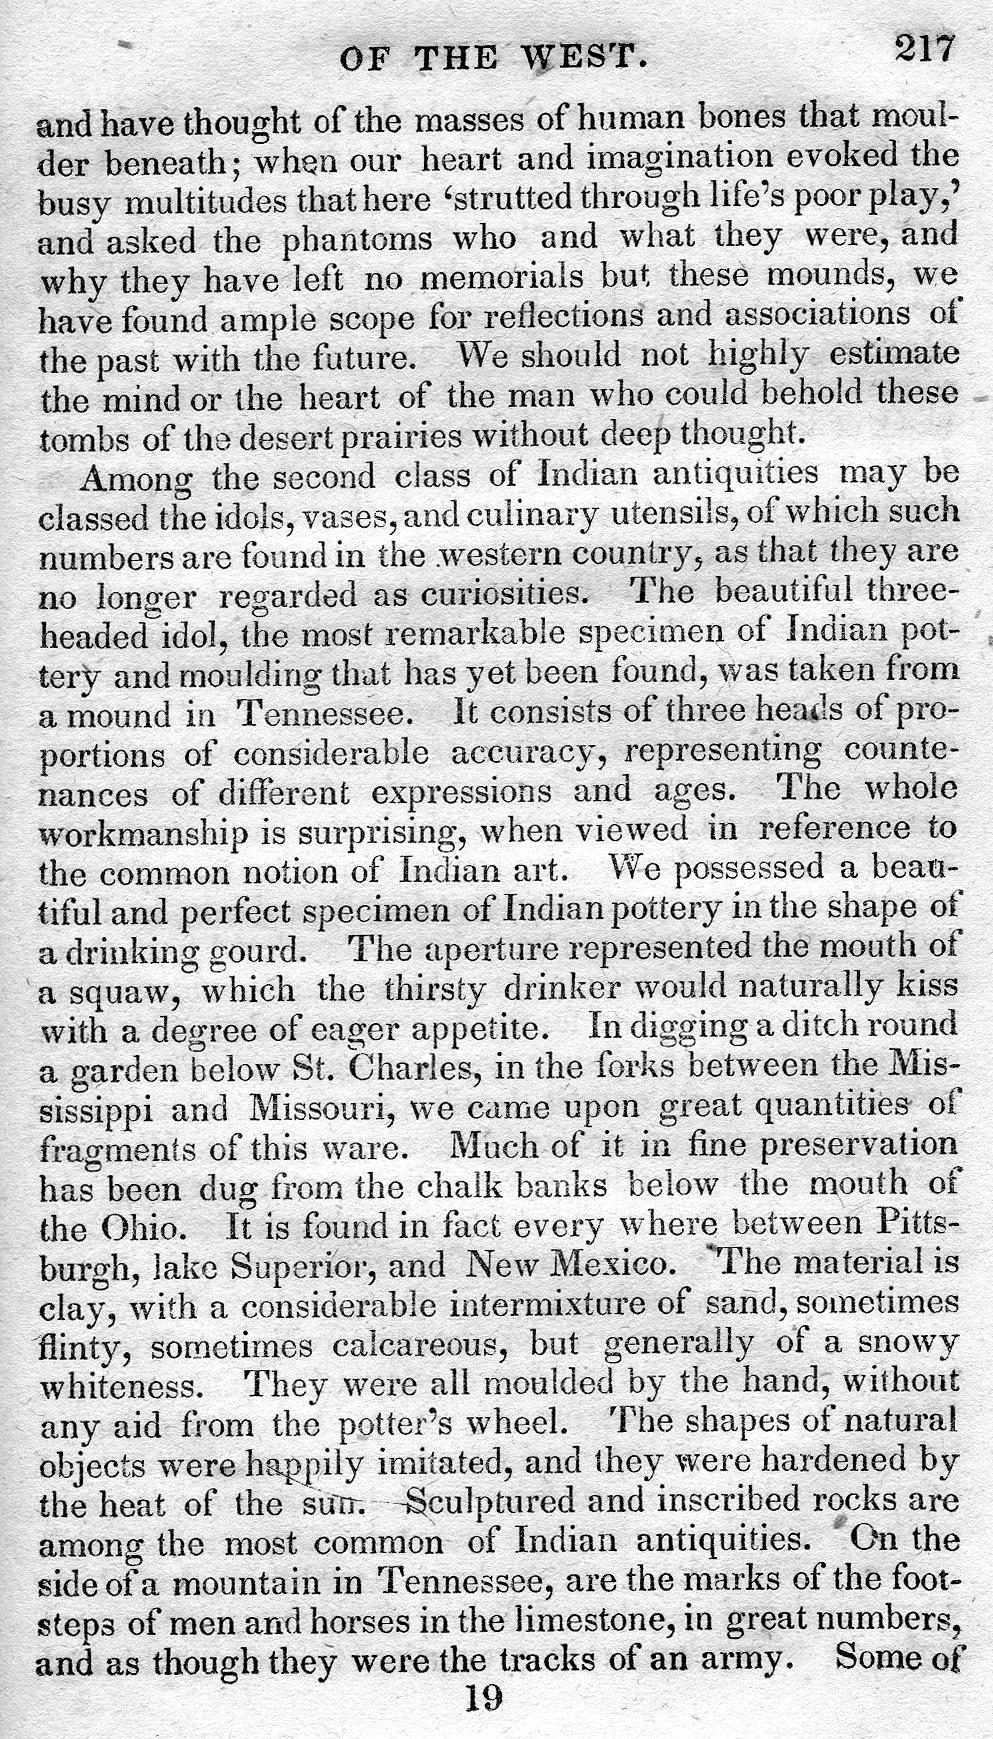 OF THE WEST. 217
and have thought of the masses of human bones that moul-
der beneath; when our heart and imagination evoked the
busy multitudes that here ‘strutted through life’s poor play,’
and asked the phantoms who and what they were, and
why they have left no memorials but these mounds, we
have found ample scope for reflections and associations of
the past with the future. We should not highly estimate
the mind or the heart of the man who could behold these
tombs of the desert prairies without deep thought.
Among the second class of Indian antiquities may be
classed the idols, vases, and culinary utensils, of which such
numbers are found in the western country, as that they are
no longer regarded as curiosities. The beautiful three-
headed idol, the most remarkable specimen of Indian pot-
tery and moulding that has yet been found, was taken from
a mound in Tennessee. It consists of three heads of pro-
portions of considerable accuracy, representing counte-
nances of different expressions and ages. The whole
workmanship is surprising, when viewed in reference to
the common notion of Indian art. We possessed a beau-
tiful and perfect specimen of Indian pottery in the shape of
a drinking gourd. The aperture represented the mouth of
a squaw, which the thirsty drinker would naturally kiss
with a degree of eager appetite. In digging a ditch round
a garden below St. Charles, in the forks between the Mis-
sissippi and Missouri, we came upon great quantities of
fragments of this ware. Much of it in fine preservation
has been dug from the chalk banks below the mouth of
the Ohio. It is found in fact every where between Pitts-
burgh, lake Superior, and New Mexico. The material is
clay, with a considerable intermixture of sand, sometimes
flinty, sometimes calcareous, but generally of a snowy
whiteness. They were all moulded by the hand, without
any aid from the potter’s wheel. The shapes of natural
objects were happily imitated, and they were hardened by
the heat of the sun. Sculptured and inscribed rocks are
among the most common of Indian antiquities. On the
side of a mountain in Tennessee, are the marks of the foot-
steps of men and horses in the limestone, in great numbers,
and as though they were the tracks of an army. Some of
19